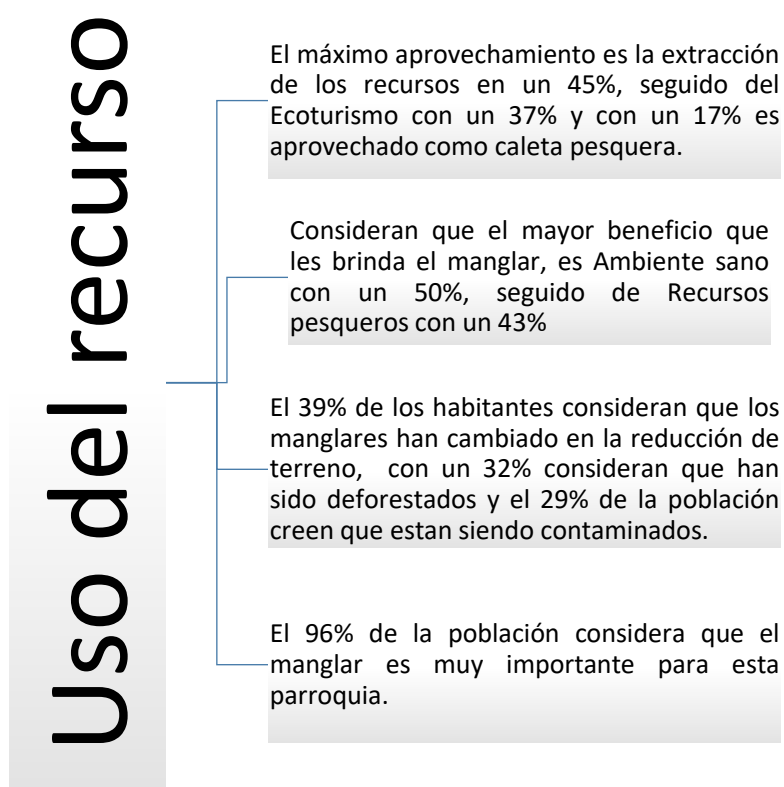 Uso del recurso
El máximo aprovechamiento es la extracción
de los recursos en un 45%, seguido del
Ecoturismo con un 37% y con un 17% es
aprovechado como caleta pesquera.
Consideran que el mayor beneficio que
les brinda el manglar, es Ambiente sano
con un 50%, seguido de Recursos
pesqueros con un 43%
El 39% de los habitantes consideran que los
manglares han cambiado en la reducción de
terreno, con un 32% consideran que han
sido deforestados y el 29% de la población
creen que estan siendo contaminados.
El 96% de la población considera que el
manglar es muy importante para esta
parroquia.